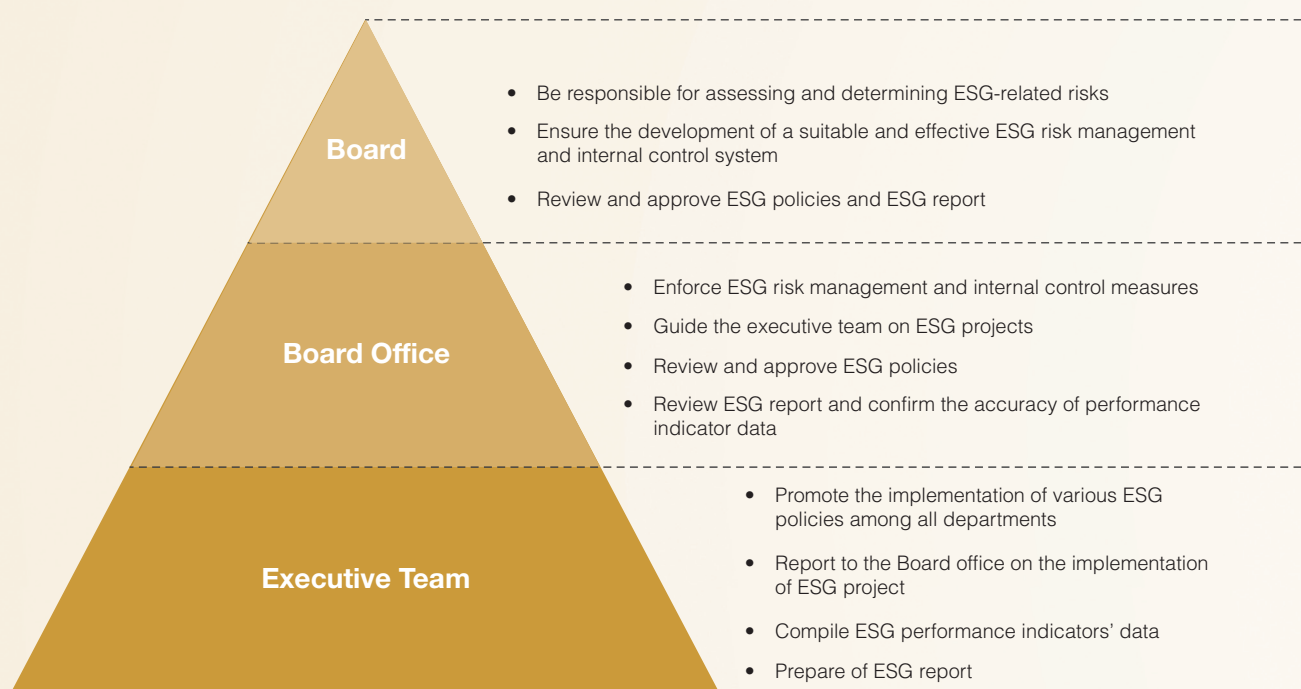 Board
• Be responsible for assessing and determining ESG-related risks
• Ensure the development of a suitable and effective ESG risk management
and internal control system
• Review and approve ESG policies and ESG report
Board Office
• Enforce ESG risk management and internal control measures
• Guide the executive team on ESG projects
• Review and approve ESG policies
• Review ESG report and confirm the accuracy of performance
indicator data
Executive Team
• Promote the implementation of various ESG
policies among all departments
• Report to the Board office on the implementation
of ESG project
• Compile ESG performance indicators’ data
• Prepare of ESG report